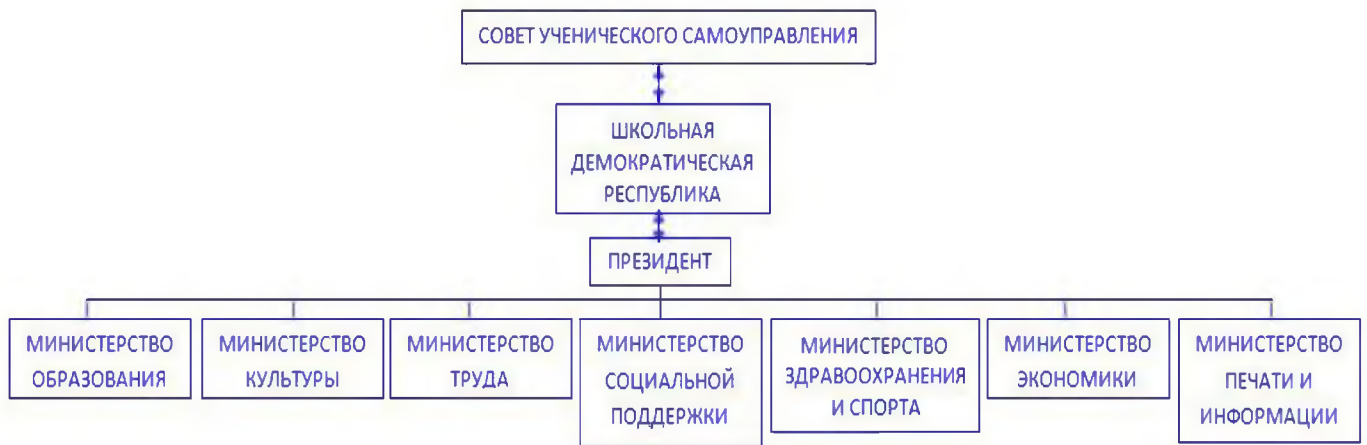 СОВЕТ УЧЕНИЧЕСКОГО САМОУПРАВЛЕНИЯ
ШКОЛЬНАЯ
ДЕМОКРАТИЧЕСКАЯ
РЕСПУБЛИКА
ПРЕЗИДЕНТ
МИНИСТЕРСТВО
ОБРАЗОВАНИЯ
МИНИСТЕРСТВО
КУЛЬТУРЫ
МИНИСТЕРСТВО
ТРУДА
МИНИСТЕРСТВО
СОЦИАЛЬНОЙ
ПОДДЕРЖКИ
МИНИСТЕРСТВО
ЗДРАВООХРАНЕНИЯ
И СПОРТА
МИНИСТЕРСТВО
ЭКОНОМИКИ
МИНИСТЕРСТВО
ПЕЧАТИ И
ИНФОРМАЦИИ